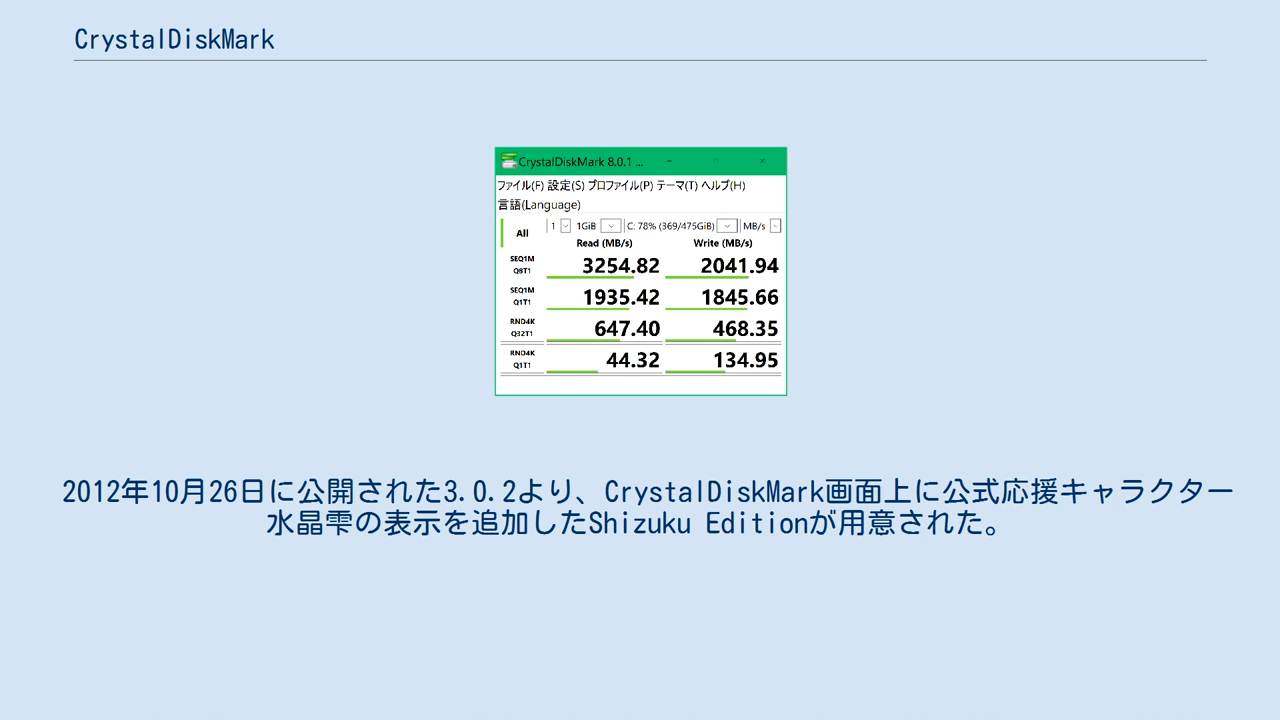 CrystalDiskMark
CrystalDiskMark 8.0.1 ...
ファイル(F) 設定(S) プロファイル(P) テーマ(T) ヘルプ(H)
言語(Language)
All 1 1GiB C: 78% (369/475GiB) MB/s
Read (MB/s) Write (MB/s)
SEQ1M Q8T1 3254.82 2041.94
SEQ1M Q1T1 1935.42 1845.66
RND4K Q32T1 647.40 468.35
RND4K Q1T1 44.32 134.95
2012年10月26日に公開された3.0.2より、CrystalDiskMark画面上に公式応援キャラクター
水晶雫の表示を追加したShizuku Editionが用意された。